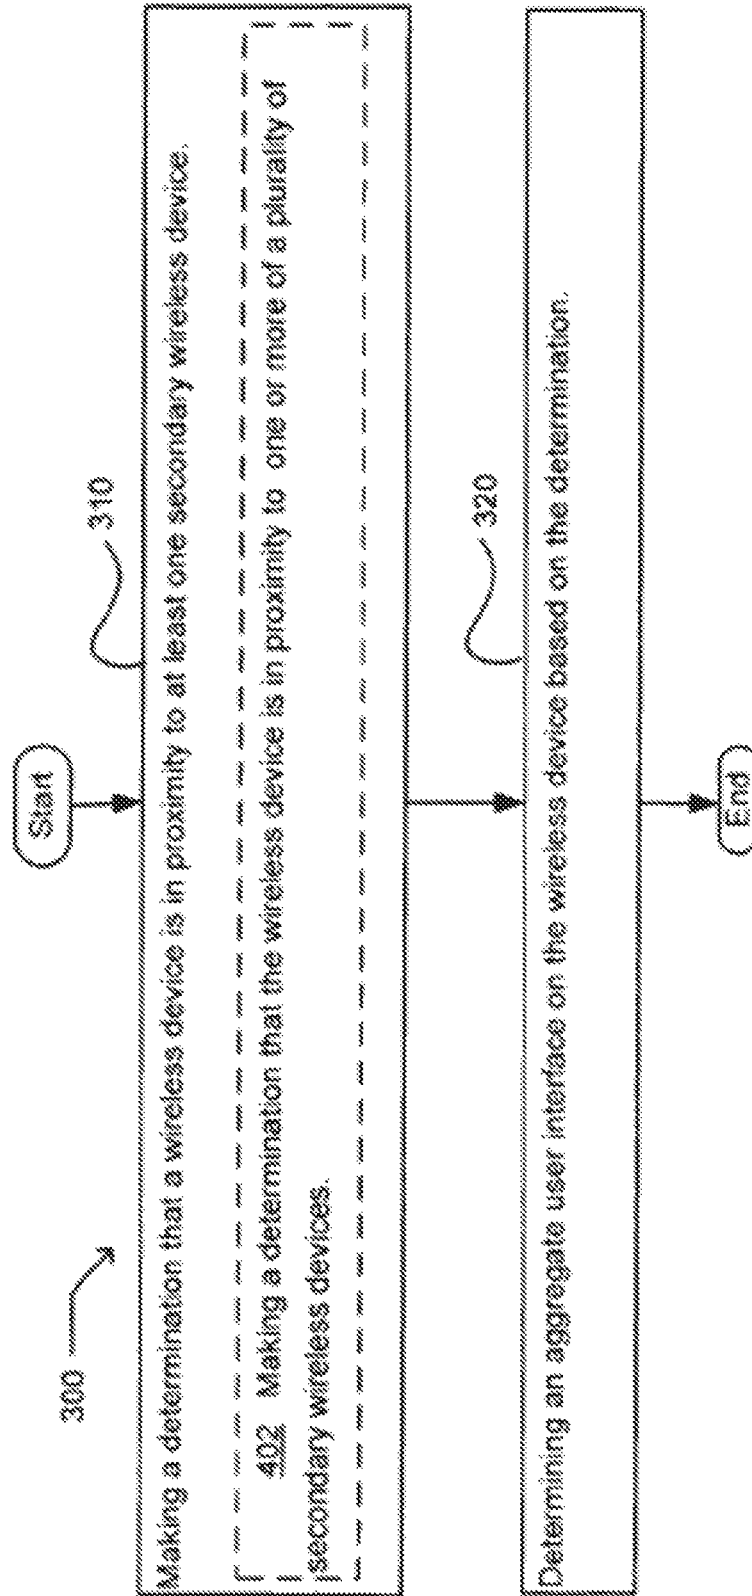 300
Start
310
Making a determination that a wireless device is in proximity to at least one secondary wireless device.
402 Making a determination that the wireless device is in proximity to one or more of a plurality of
secondary wireless devices.
320
Determining an aggregate user interface on the wireless device based on the determination.
End